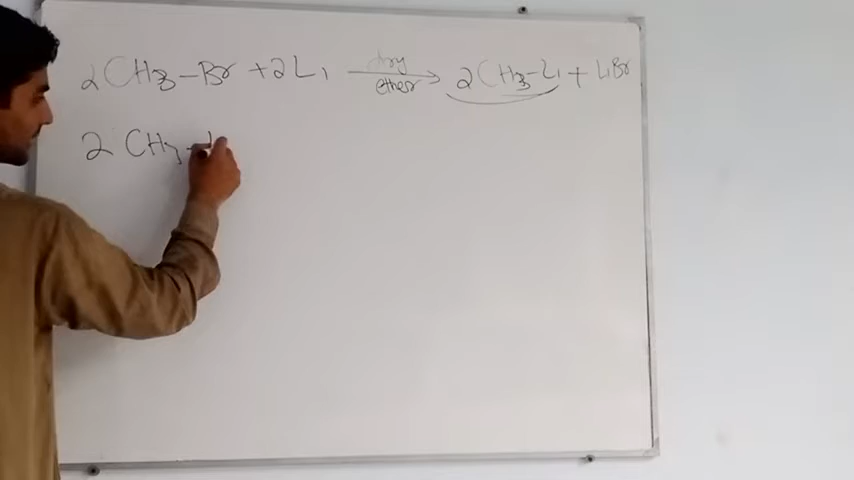 2CH3-Br + 2Li dry ether → 2CH3-Li + LiBr
2 CH3-L